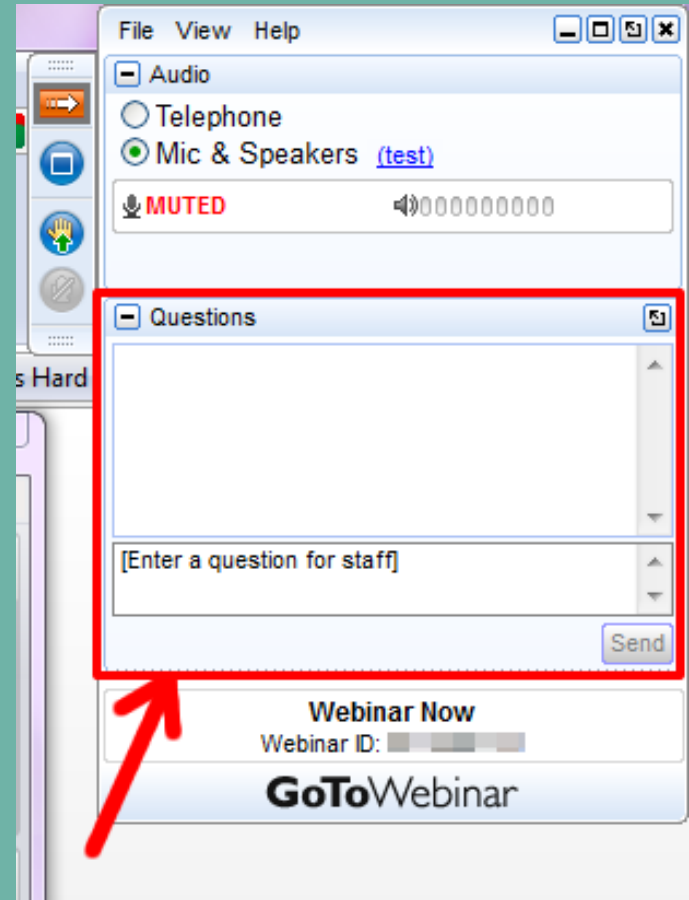 File View Help
Audio
Telephone
Mic & Speakers (test)
MUTED 000000000
Questions
s Hard
[Enter a question for staff]
Send
Webinar Now
Webinar ID:
GoToWebinar